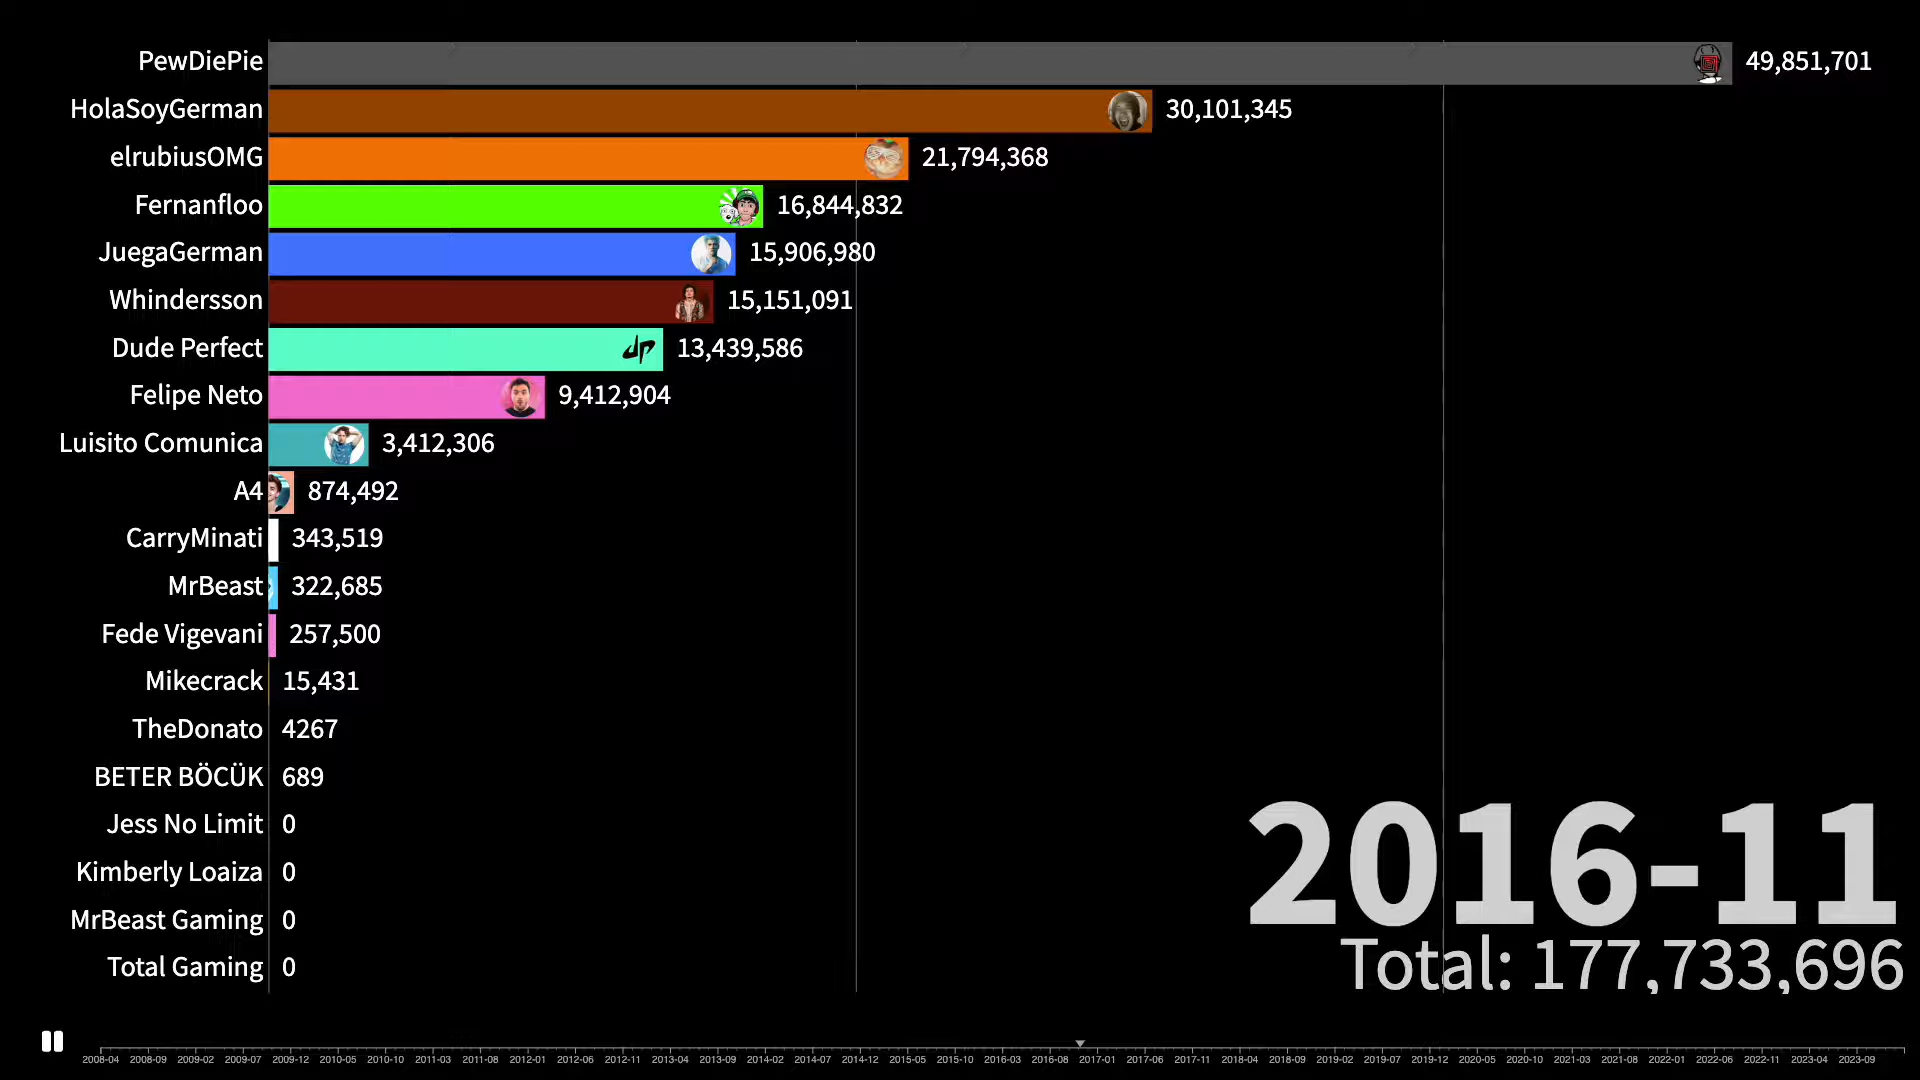 PewDiePie 49,851,701
HolaSoyGerman 30,101,345
elrubiusOMG 21,794,368
Fernanfloo 16,844,832
JuegaGerman 15,906,980
Whindersson 15,151,091
Dude Perfect dp 13,439,586
Felipe Neto 9,412,904
Luisito Comunica 3,412,306
A4 874,492
CarryMinati 343,519
MrBeast 322,685
Fede Vigevani 257,500
Mikecrack 15,431
TheDonato 4267
BETER BÖCÜK 689
Jess No Limit 0
Kimberly Loaiza 0
MrBeast Gaming 0
Total Gaming 0
2016-11
Total: 177,733,696
2008-04 2008-09 2009-02 2009-07 2009-12 2010-05 2010-10 2011-03 2011-08 2012-01 2012-06 2012-11 2013-04 2013-09 2014-02 2014-07 2014-12 2015-05 2015-10 2016-03 2016-08 2017-01 2017-06 2017-11 2018-04 2018-09 2019-02 2019-07 2019-12 2020-05 2020-10 2021-03 2021-08 2022-01 2022-06 2022-11 2023-04 2023-09